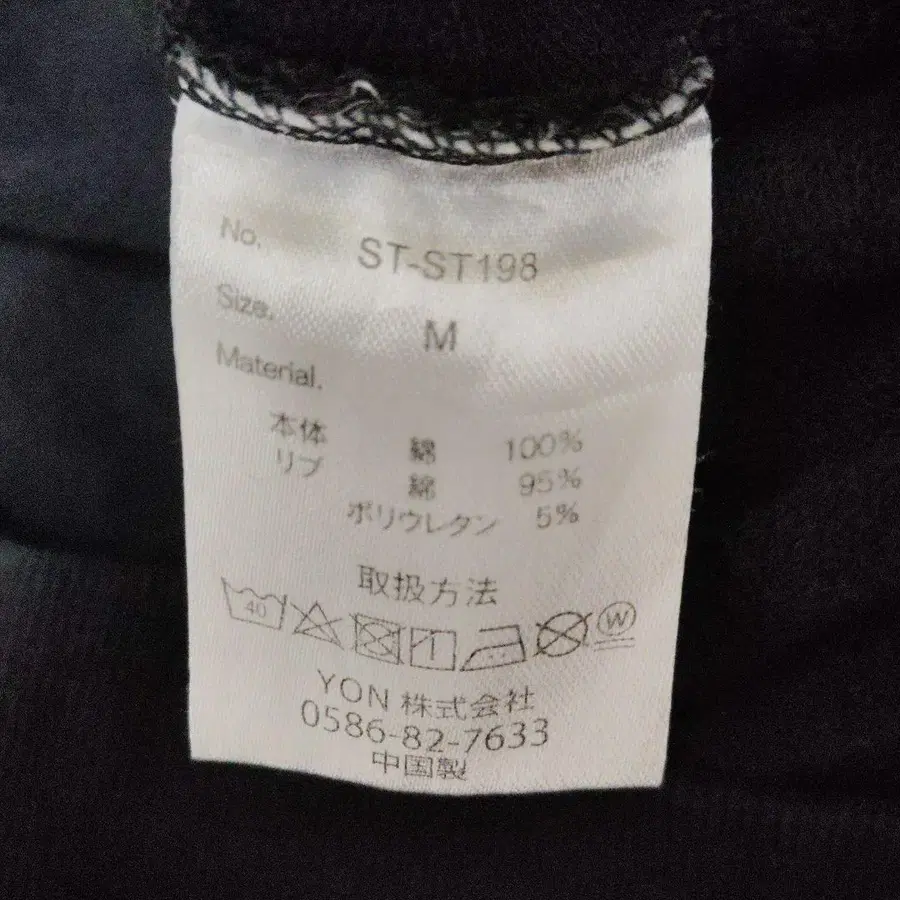 No. ST-ST198
Size. M
Material.
本体 綿 100%
リブ 綿 95%
ポリウレタン 5%
取扱方法
40 W
YON 株式会社
0586-82-7633
中国製